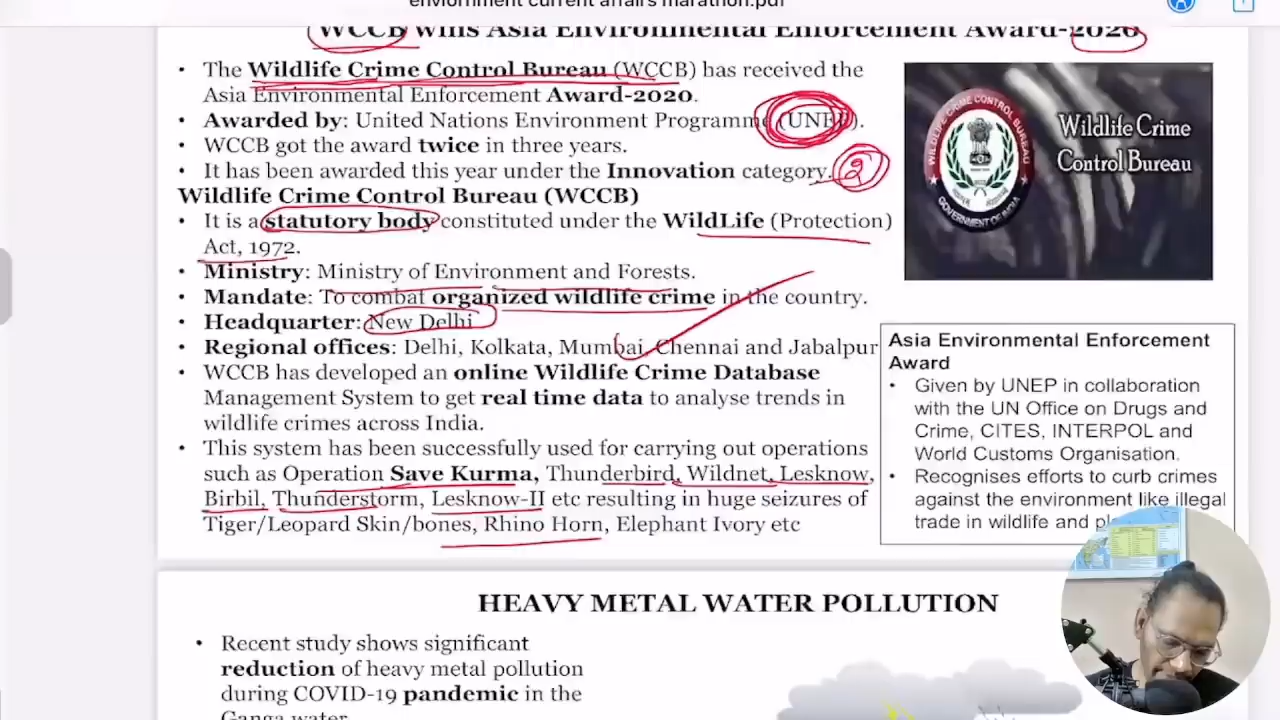 enviornment current affairs marathon.pdf
WCCB wins Asia Environmental Enforcement Award-2020
• The Wildlife Crime Control Bureau (WCCB) has received the
Asia Environmental Enforcement Award-2020.
• Awarded by: United Nations Environment Programme (UNEP).
• WCCB got the award twice in three years.
• It has been awarded this year under the Innovation category. 2
Wildlife Crime Control Bureau (WCCB)
• It is a statutory body constituted under the WildLife (Protection)
Act, 1972.
• Ministry: Ministry of Environment and Forests.
• Mandate: To combat organized wildlife crime in the country.
• Headquarter: New Delhi
• Regional offices: Delhi, Kolkata, Mumbai, Chennai and Jabalpur
• WCCB has developed an online Wildlife Crime Database
Management System to get real time data to analyse trends in
wildlife crimes across India.
• This system has been successfully used for carrying out operations
such as Operation Save Kurma, Thunderbird, Wildnet, Lesknow,
Birbil, Thunderstorm, Lesknow-II etc resulting in huge seizures of
Tiger/Leopard Skin/bones, Rhino Horn, Elephant Ivory etc
WILDLIFE CRIME CONTROL BUREAU
GOVERNMENT OF INDIA
Wildlife Crime
Control Bureau
Asia Environmental Enforcement
Award
• Given by UNEP in collaboration
with the UN Office on Drugs and
Crime, CITES, INTERPOL and
World Customs Organisation.
• Recognises efforts to curb crimes
against the environment like illegal
trade in wildlife and
HEAVY METAL WATER POLLUTION
• Recent study shows significant
reduction of heavy metal pollution
during COVID-19 pandemic in the
Ganga water